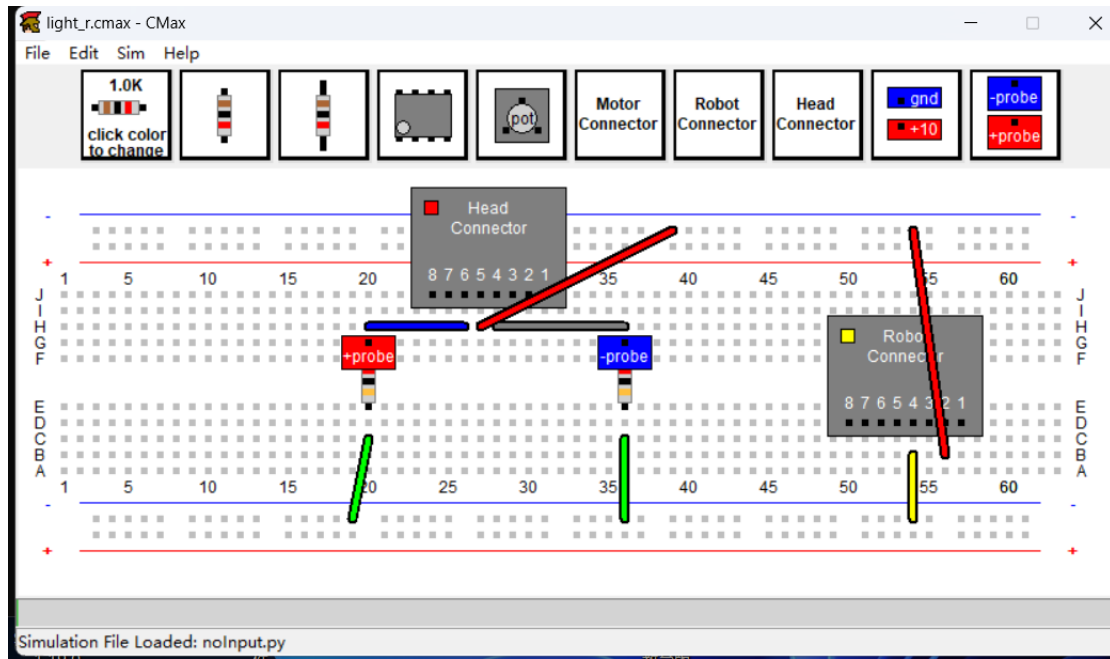 light_r.cmax - CMax
File Edit Sim Help
1.0K
click color
to change
pot
Motor
Connector
Robot
Connector
Head
Connector
gnd
+10
-probe
+probe
Head
Connector
8 7 6 5 4 3 2 1
- -
+ +
1 5 10 15 20 35 40 45 50 55 60
J J
I I
H H
G G
F F
+probe
-probe
Robot
Connector
8 7 6 5 4 3 2 1
E E
D D
C C
B B
A A
1 5 10 15 20 25 30 35 40 45 50 55 60
- -
+ +
Simulation File Loaded: noInput.py